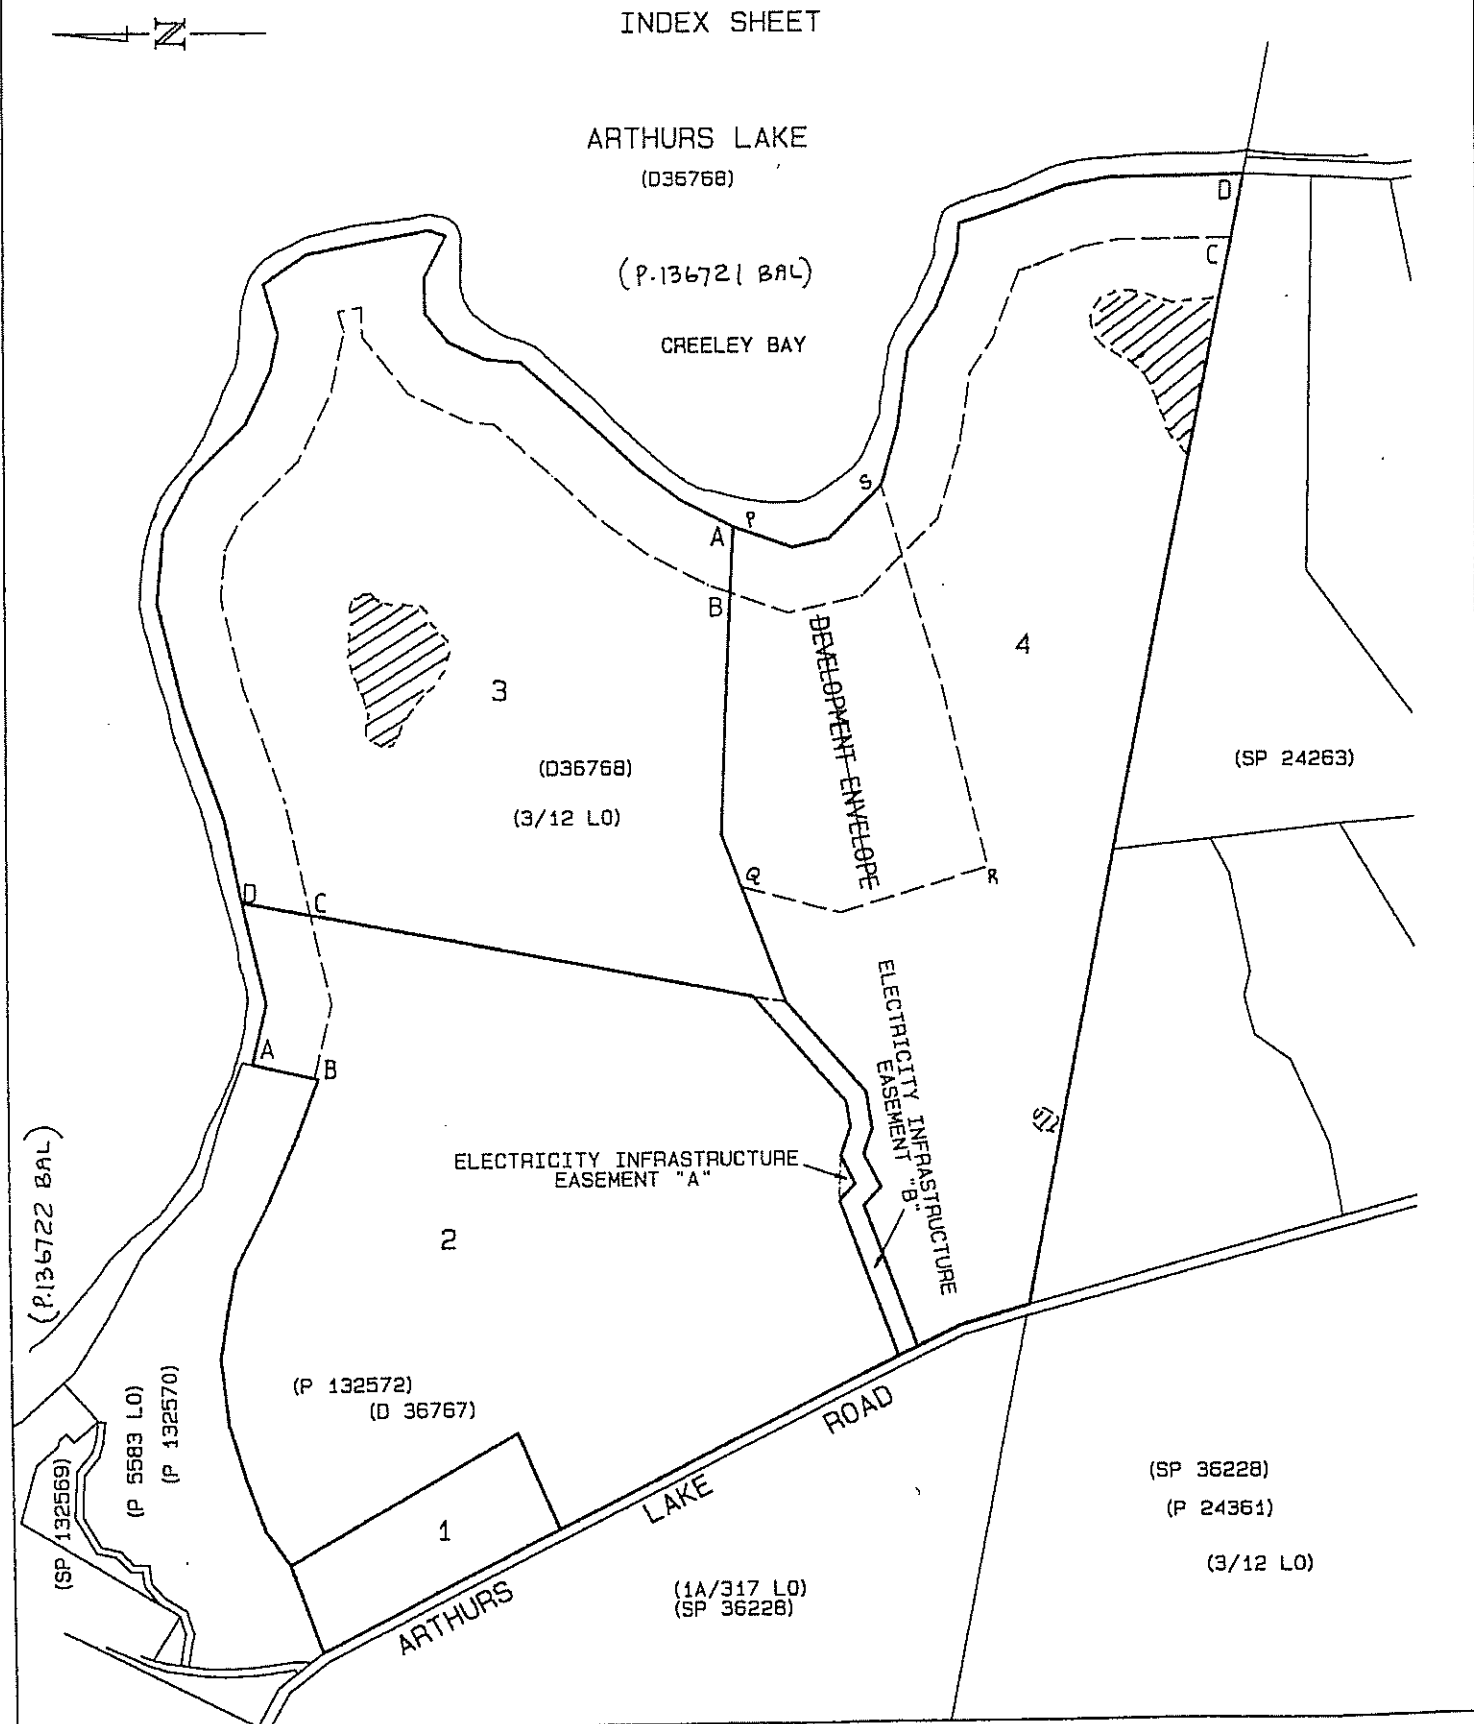 N
INDEX SHEET
ARTHURS LAKE
(D36768)
(P.136721 BAL)
CREELEY BAY
D
C
S
P
A
B
4
DEVELOPMENT ENVELOPE
3
(D36768)
(3/12 LO)
(SP 24263)
Q
R
D
C
A
B
ELECTRICITY INFRASTRUCTURE
EASEMENT "B"
ELECTRICITY INFRASTRUCTURE
EASEMENT "A"
2
(P.136722 BAL)
(P 132572)
(D 36767)
(P 5583 LO)
(P 132570)
(SP 132569)
1
ARTHURS LAKE ROAD
(SP 36228)
(P 24361)
(3/12 LO)
(1A/317 LO)
(SP 36228)